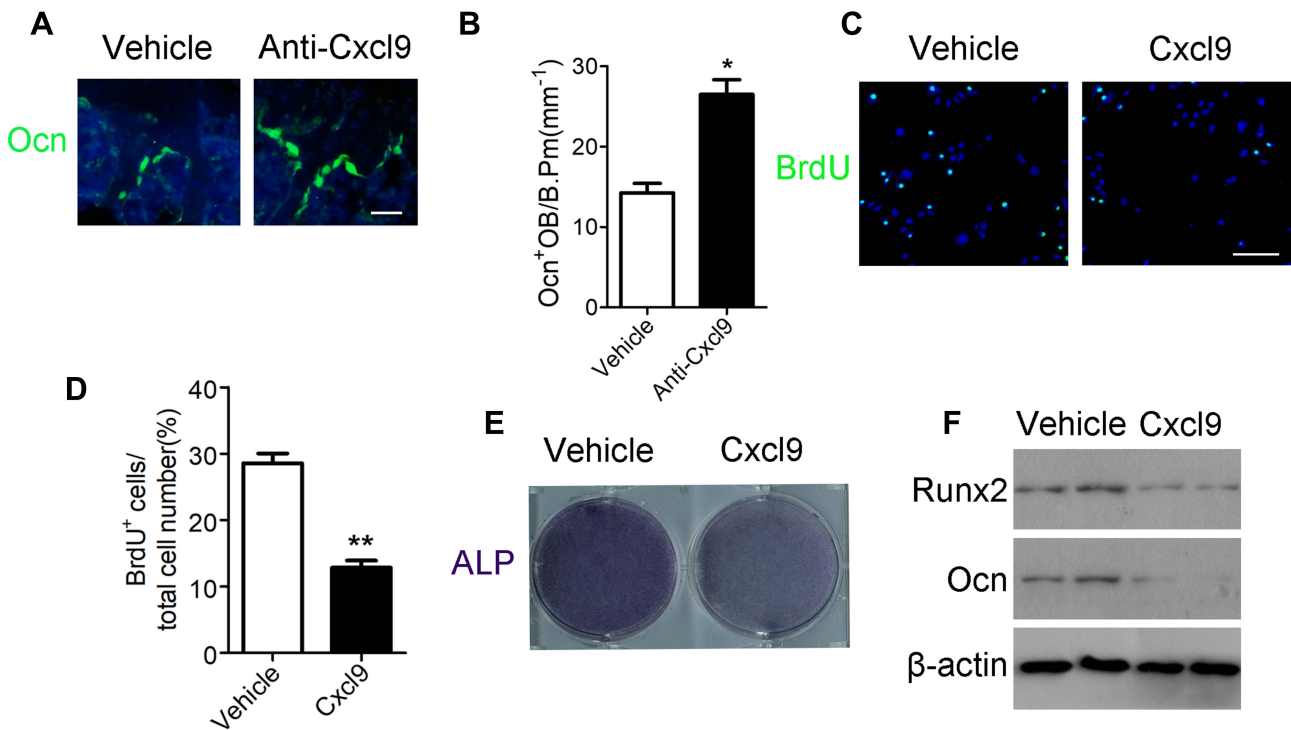 A
Vehicle Anti-Cxcl9
Ocn
B
Ocn+OB/B.Pm(mm-1)
30
20
10
0
*
Vehicle
Anti-Cxcl9
C
Vehicle Cxcl9
BrdU
D
BrdU+ cells/
total cell number(%)
40
30
20
10
0
**
Vehicle
Cxcl9
E
Vehicle Cxcl9
ALP
F
Vehicle Cxcl9
Runx2
Ocn
β-actin